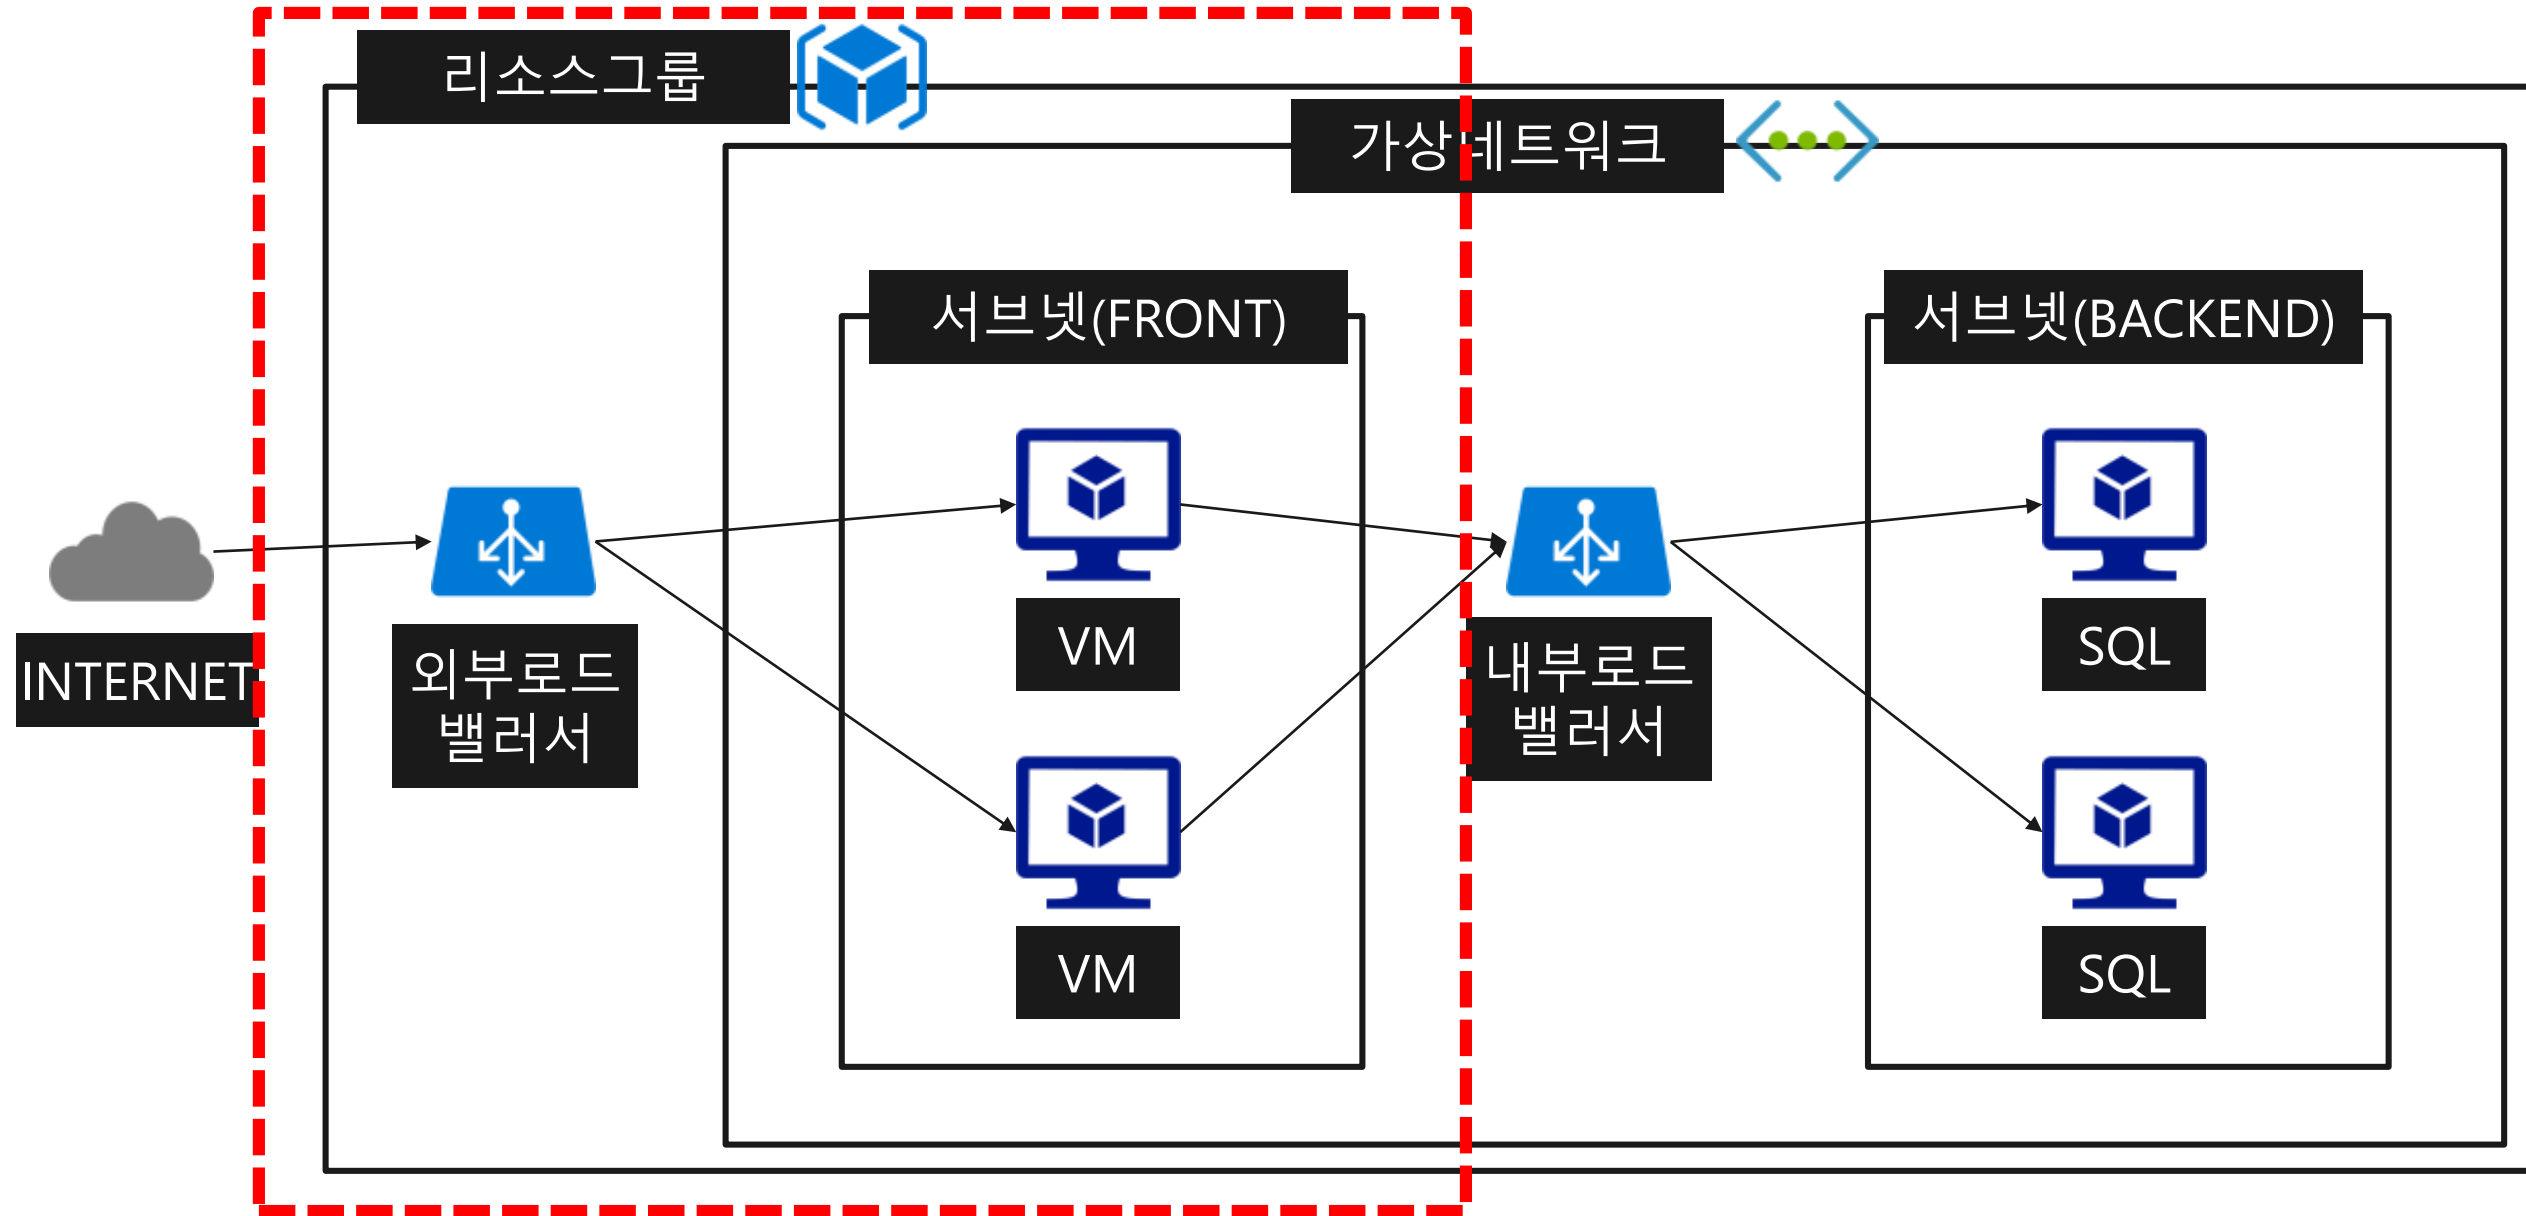 리소스그룹
가상네트워크
서브넷(FRONT)
서브넷(BACKEND)
INTERNET
외부로드
밸러서
VM
VM
내부로드
밸러서
SQL
SQL